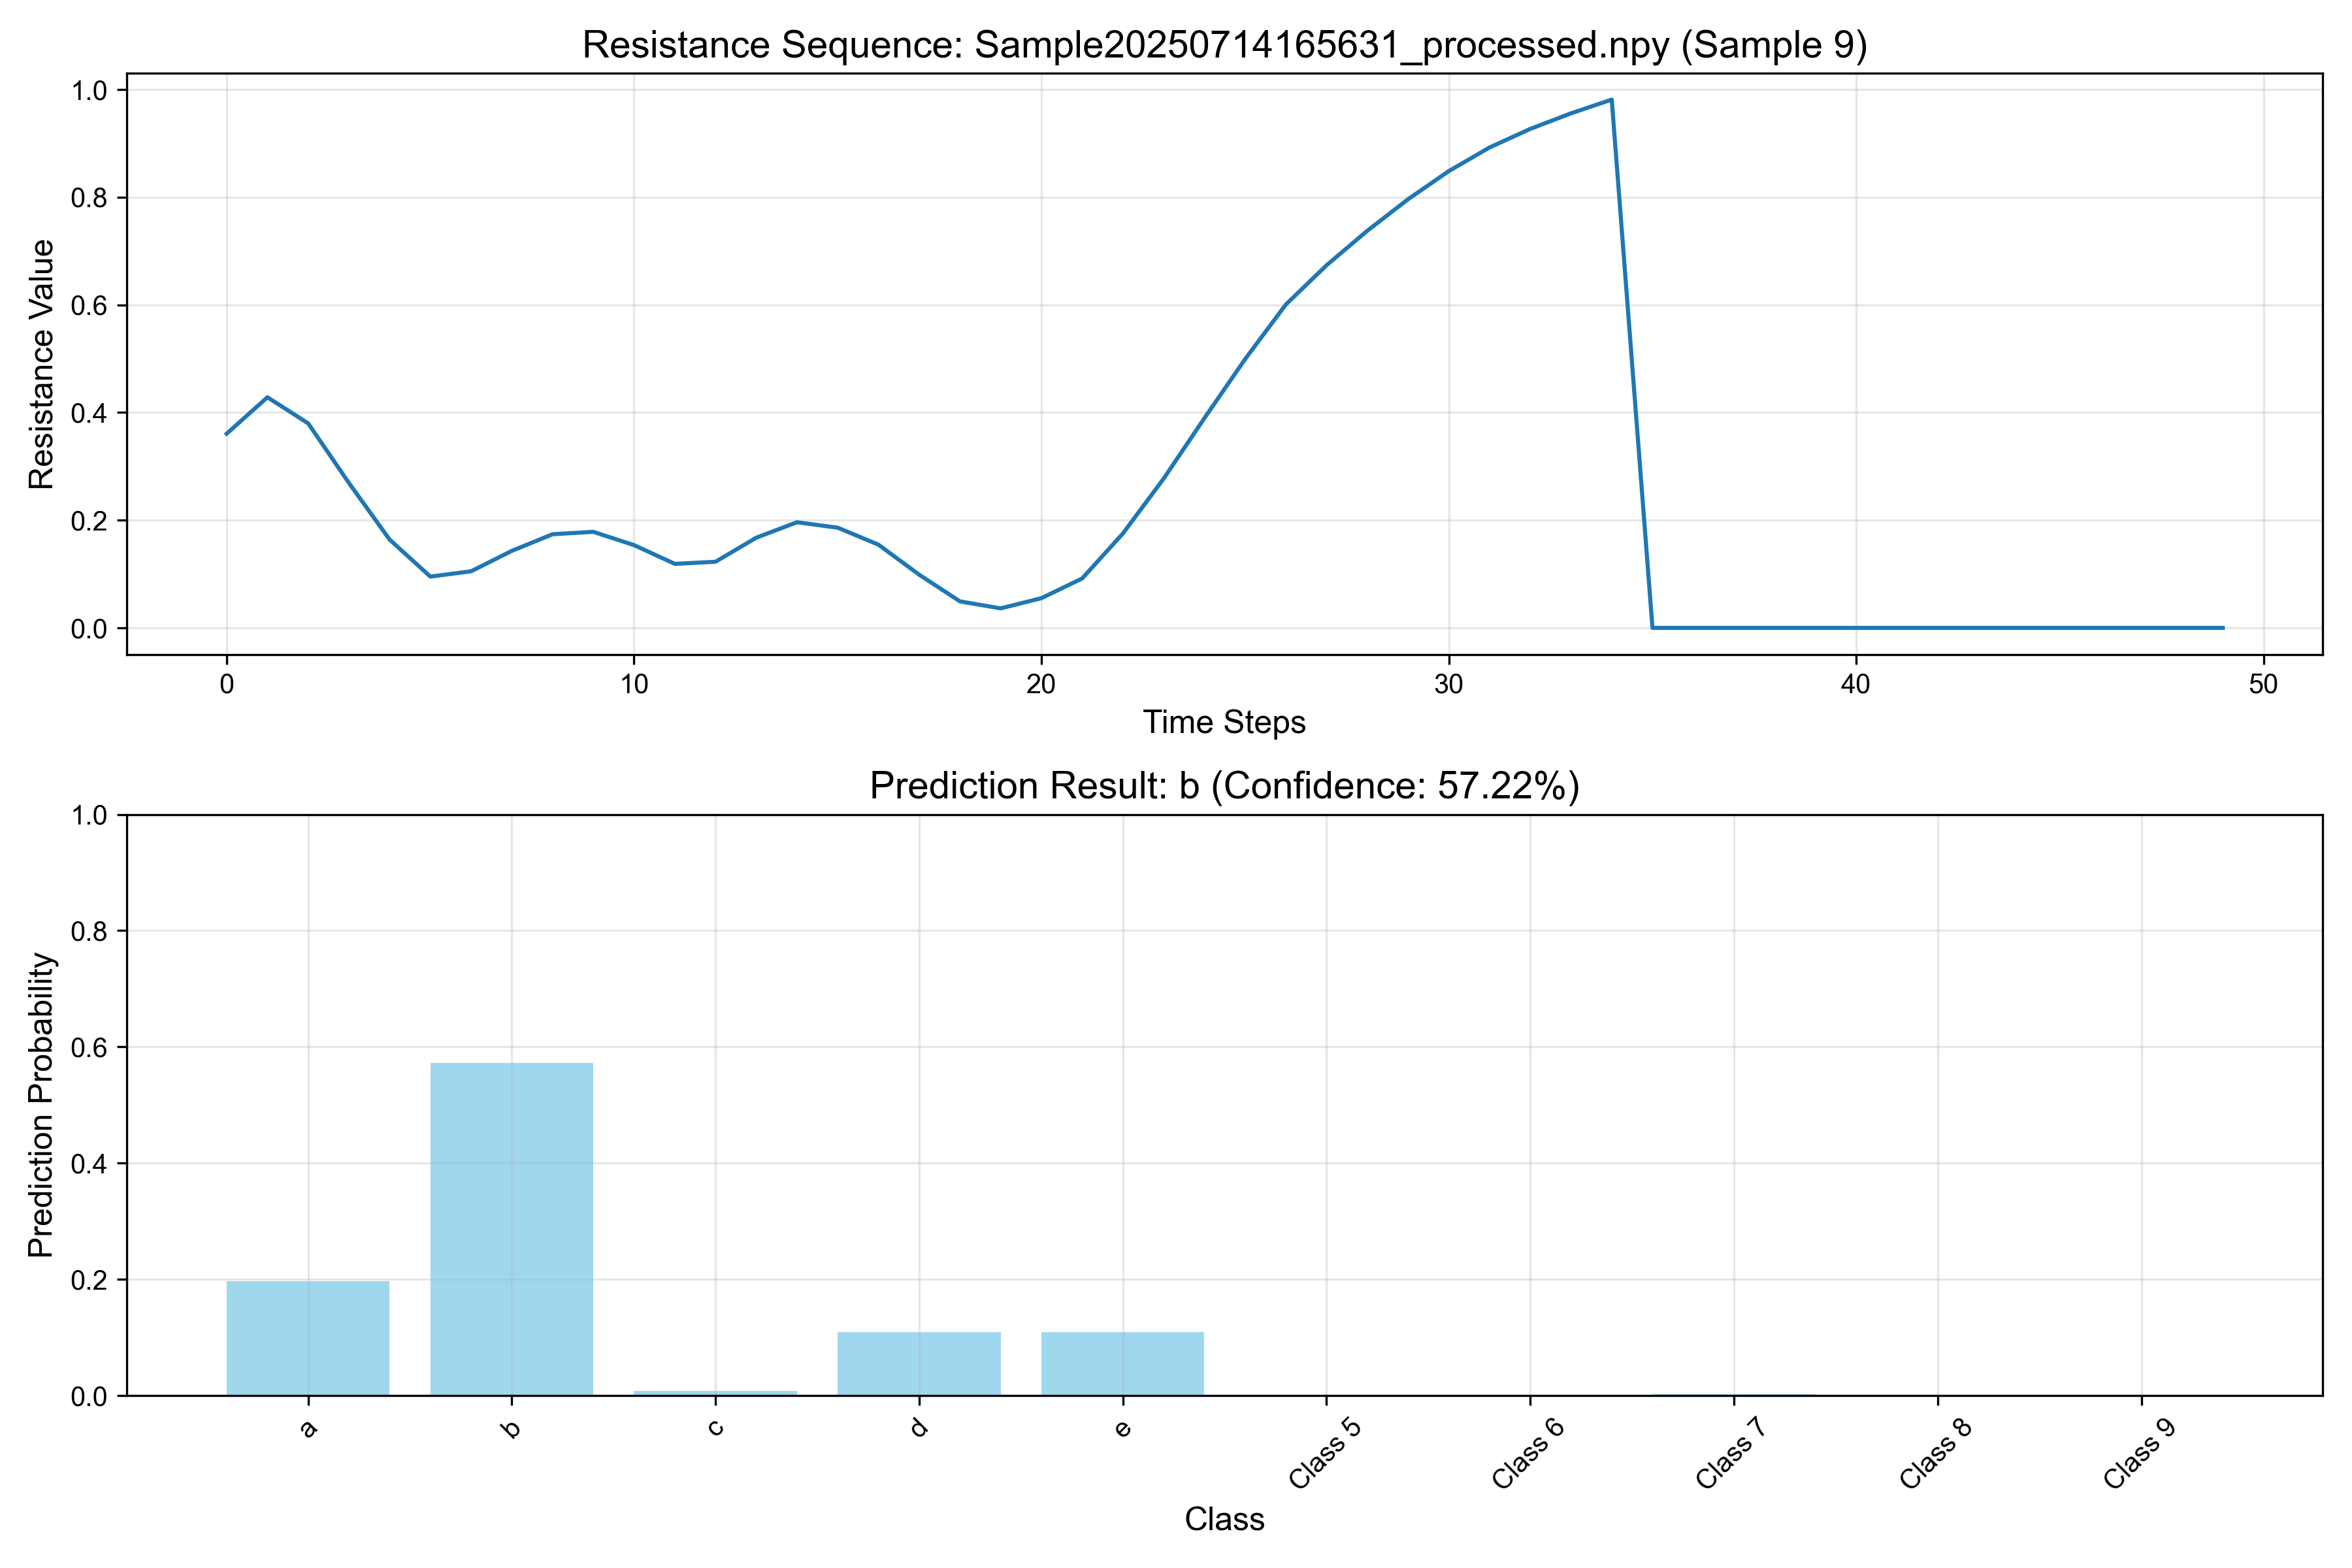 Resistance Sequence: Sample20250714165631_processed.npy (Sample 9)
1.0
0.8
0.6
0.4
0.2
0.0
Resistance Value
0 10 20 30 40 50
Time Steps
Prediction Result: b (Confidence: 57.22%)
1.0
0.8
0.6
0.4
0.2
0.0
Prediction Probability
a b c d e Class 5 Class 6 Class 7 Class 8 Class 9
Class